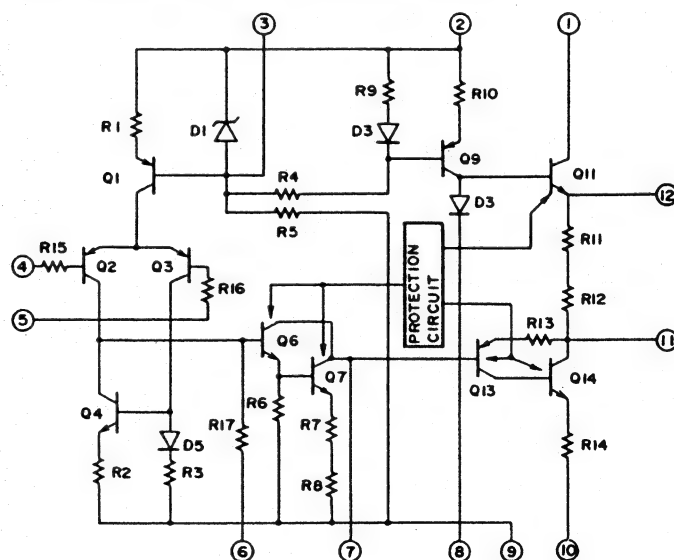 3 2 1
R9
R10
R1
D1
D3
Q1
Q9
Q11
R4
D3
12
R5
R11
R15
4
Q2
Q3
R16
PROTECTION
CIRCUIT
R12
5
R13
11
Q6
Q7
Q13
Q14
Q4
R6
R17
R7
D5
R14
R2
R3
R8
6 7 8 9 10